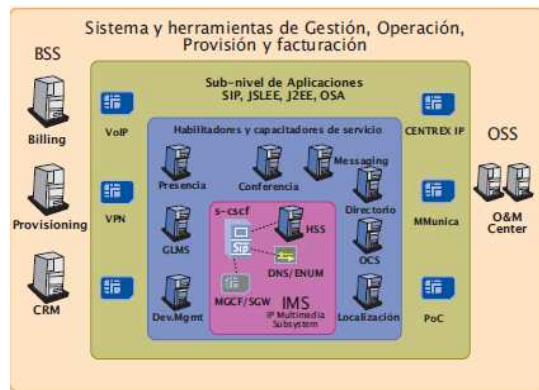 Sistema y herramientas de Gestión, Operación,
Provisión y facturación
BSS
Billing
Provisioning
CRM
Sub-nivel de Aplicaciones
SIP, JSLEE, J2EE, OSA
VoIP
VPN
CENTREX IP
MMunica
PoC
Habilitadores y capacitadores de servicio
Presencia
Conferencia
Messaging
Directorio
GLMS
OCS
Dev.Mgmt
Localización
s-cscf
Sip
HSS
DNS/ENUM
MGCF/SGW
IMS
IP Multimedia
Subsystem
OSS
O&M
Center